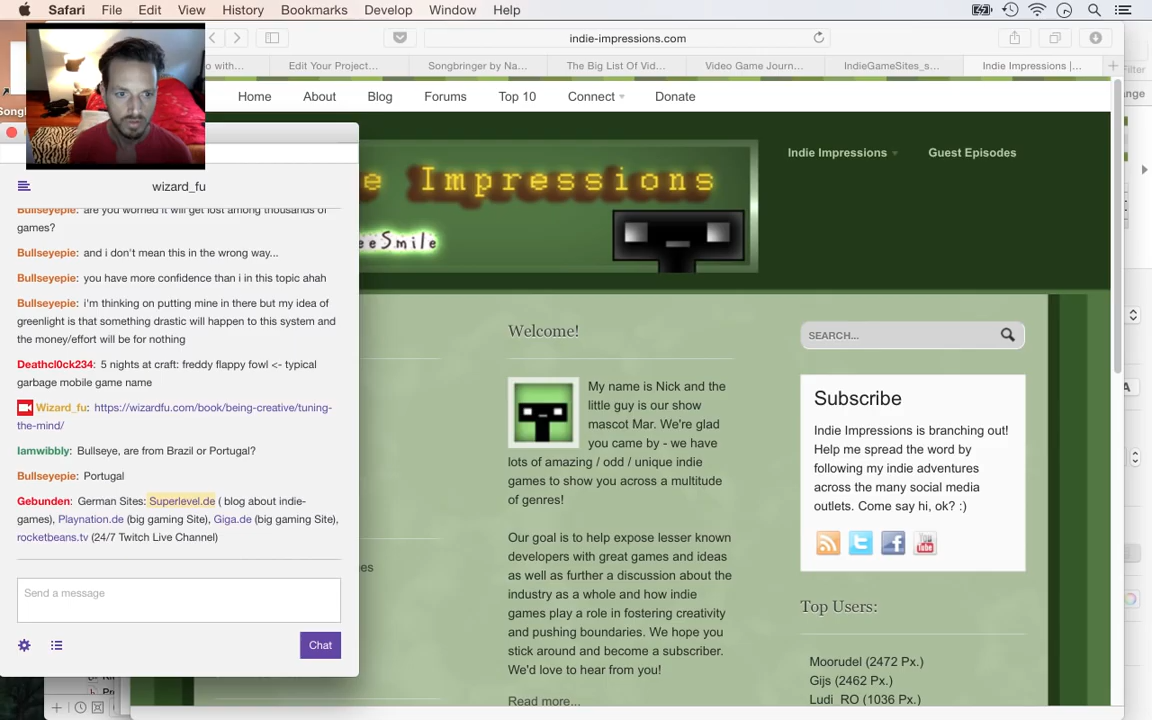 Safari File Edit View History Bookmarks Develop Window Help
indie-impressions.com
o with... Edit Your Project... Songbringer by Na... The Big List Of Vid... Video Game Journ... IndieGameSites_s... Indie Impressions |...
Filter
Home About Blog Forums Top 10 Connect Donate
ange
Song
Indie Impressions Guest Episodes
e Impressions
eeSmile
wizard_fu
Bullseyepie: are you worried it will get lost among thousands of
games?
Bullseyepie: and i don't mean this in the wrong way...
Bullseyepie: you have more confidence than i in this topic ahah
Bullseyepie: i'm thinking on putting mine in there but my idea of
greenlight is that something drastic will happen to this system and
the money/effort will be for nothing
Deathcl0ck234: 5 nights at craft: freddy flappy fowl <- typical
garbage mobile game name
Wizard_fu: https://wizardfu.com/book/being-creative/tuning-
the-mind/
Iamwibbly: Bullseye, are from Brazil or Portugal?
Bullseyepie: Portugal
Gebunden: German Sites: Superlevel.de ( blog about indie-
games), Playnation.de (big gaming Site), Giga.de (big gaming Site),
rocketbeans.tv (24/7 Twitch Live Channel)
Send a message
Chat
es
Welcome!
My name is Nick and the
little guy is our show
mascot Mar. We're glad
you came by - we have
lots of amazing / odd / unique indie
games to show you across a multitude
of genres!
Our goal is to help expose lesser known
developers with great games and ideas
as well as further a discussion about the
industry as a whole and how indie
games play a role in fostering creativity
and pushing boundaries. We hope you
stick around and become a subscriber.
We'd love to hear from you!
Read more...
SEARCH...
Subscribe
Indie Impressions is branching out!
Help me spread the word by
following my indie adventures
across the many social media
outlets. Come say hi, ok? :)
You Tube
Top Users:
Moorudel (2472 Px.)
Gijs (2462 Px.)
Ludi_RO (1036 Px.)
A